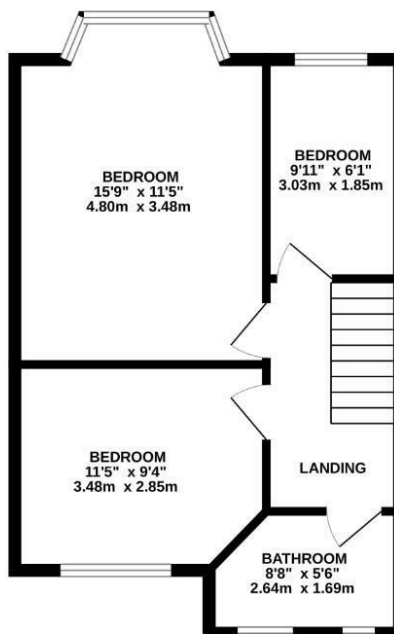 BEDROOM
15'9" x 11'5"
4.80m x 3.48m
BEDROOM
9'11" x 6'1"
3.03m x 1.85m
BEDROOM
11'5" x 9'4"
3.48m x 2.85m
LANDING
BATHROOM
8'8" x 5'6"
2.64m x 1.69m